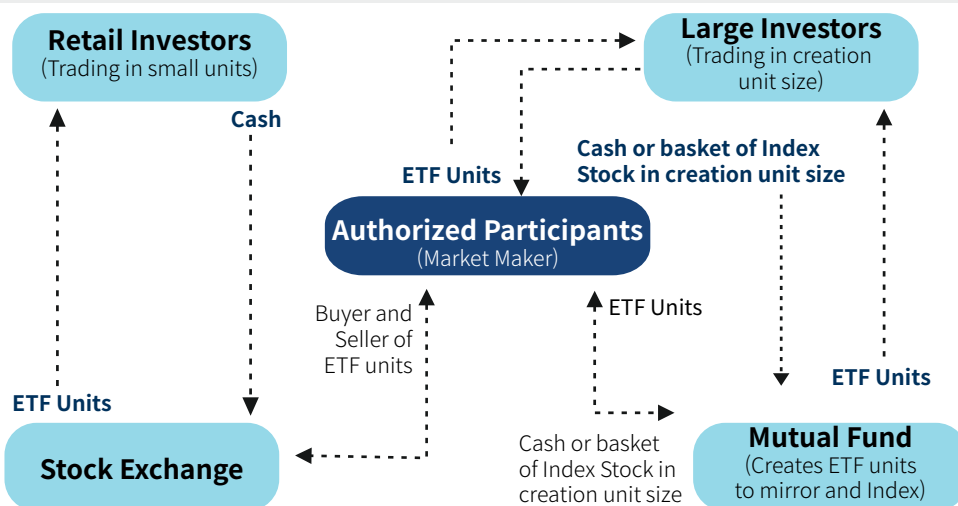 Retail Investors
(Trading in small units)
Large Investors
(Trading in creation
unit size)
Cash
ETF Units
Cash or basket of Index
Stock in creation unit size
Authorized Participants
(Market Maker)
Buyer and
Seller of
ETF units
ETF Units
ETF Units
ETF Units
Stock Exchange
Cash or basket
of Index Stock in
creation unit size
Mutual Fund
(Creates ETF units
to mirror and Index)